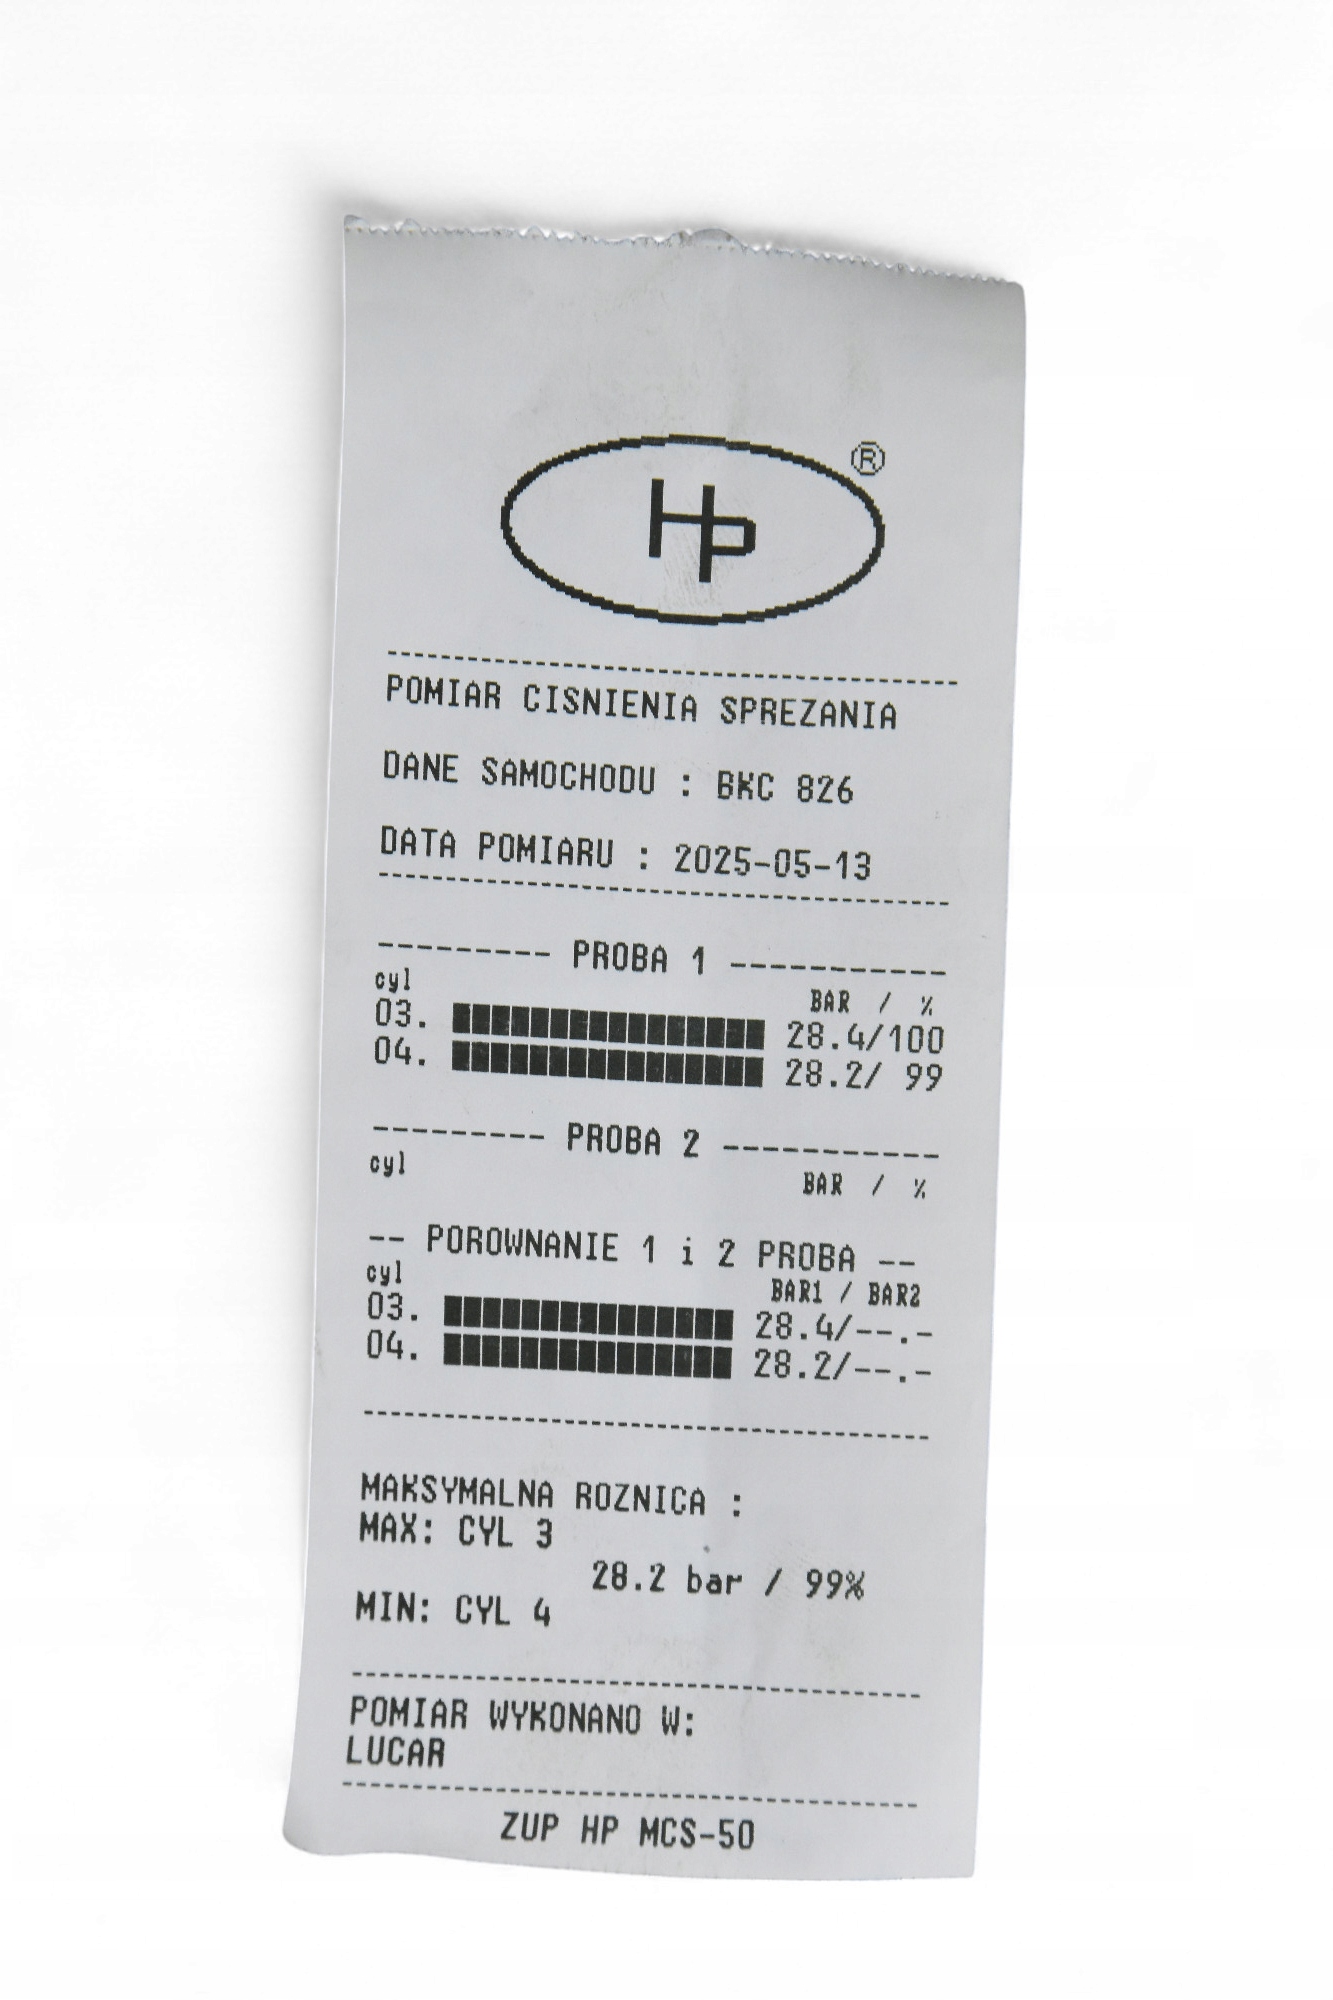 HP ®
POMIAR CISNIENIA SPREZANIA
DANE SAMOCHODU : BKC 826
DATA POMIARU : 2025-05-13
--------- PROBA 1 -----------
cyl BAR / %
03. 28.4/100
04. 28.2/ 99
--------- PROBA 2 -----------
cyl BAR / %
-- POROWNANIE 1 i 2 PROBA --
cyl BAR1 / BAR2
03. 28.4/--.-
04. 28.2/--.-
MAKSYMALNA ROZNICA :
MAX: CYL 3
28.2 bar / 99%
MIN: CYL 4
POMIAR WYKONANO W:
LUCAR
ZUP HP MCS-50